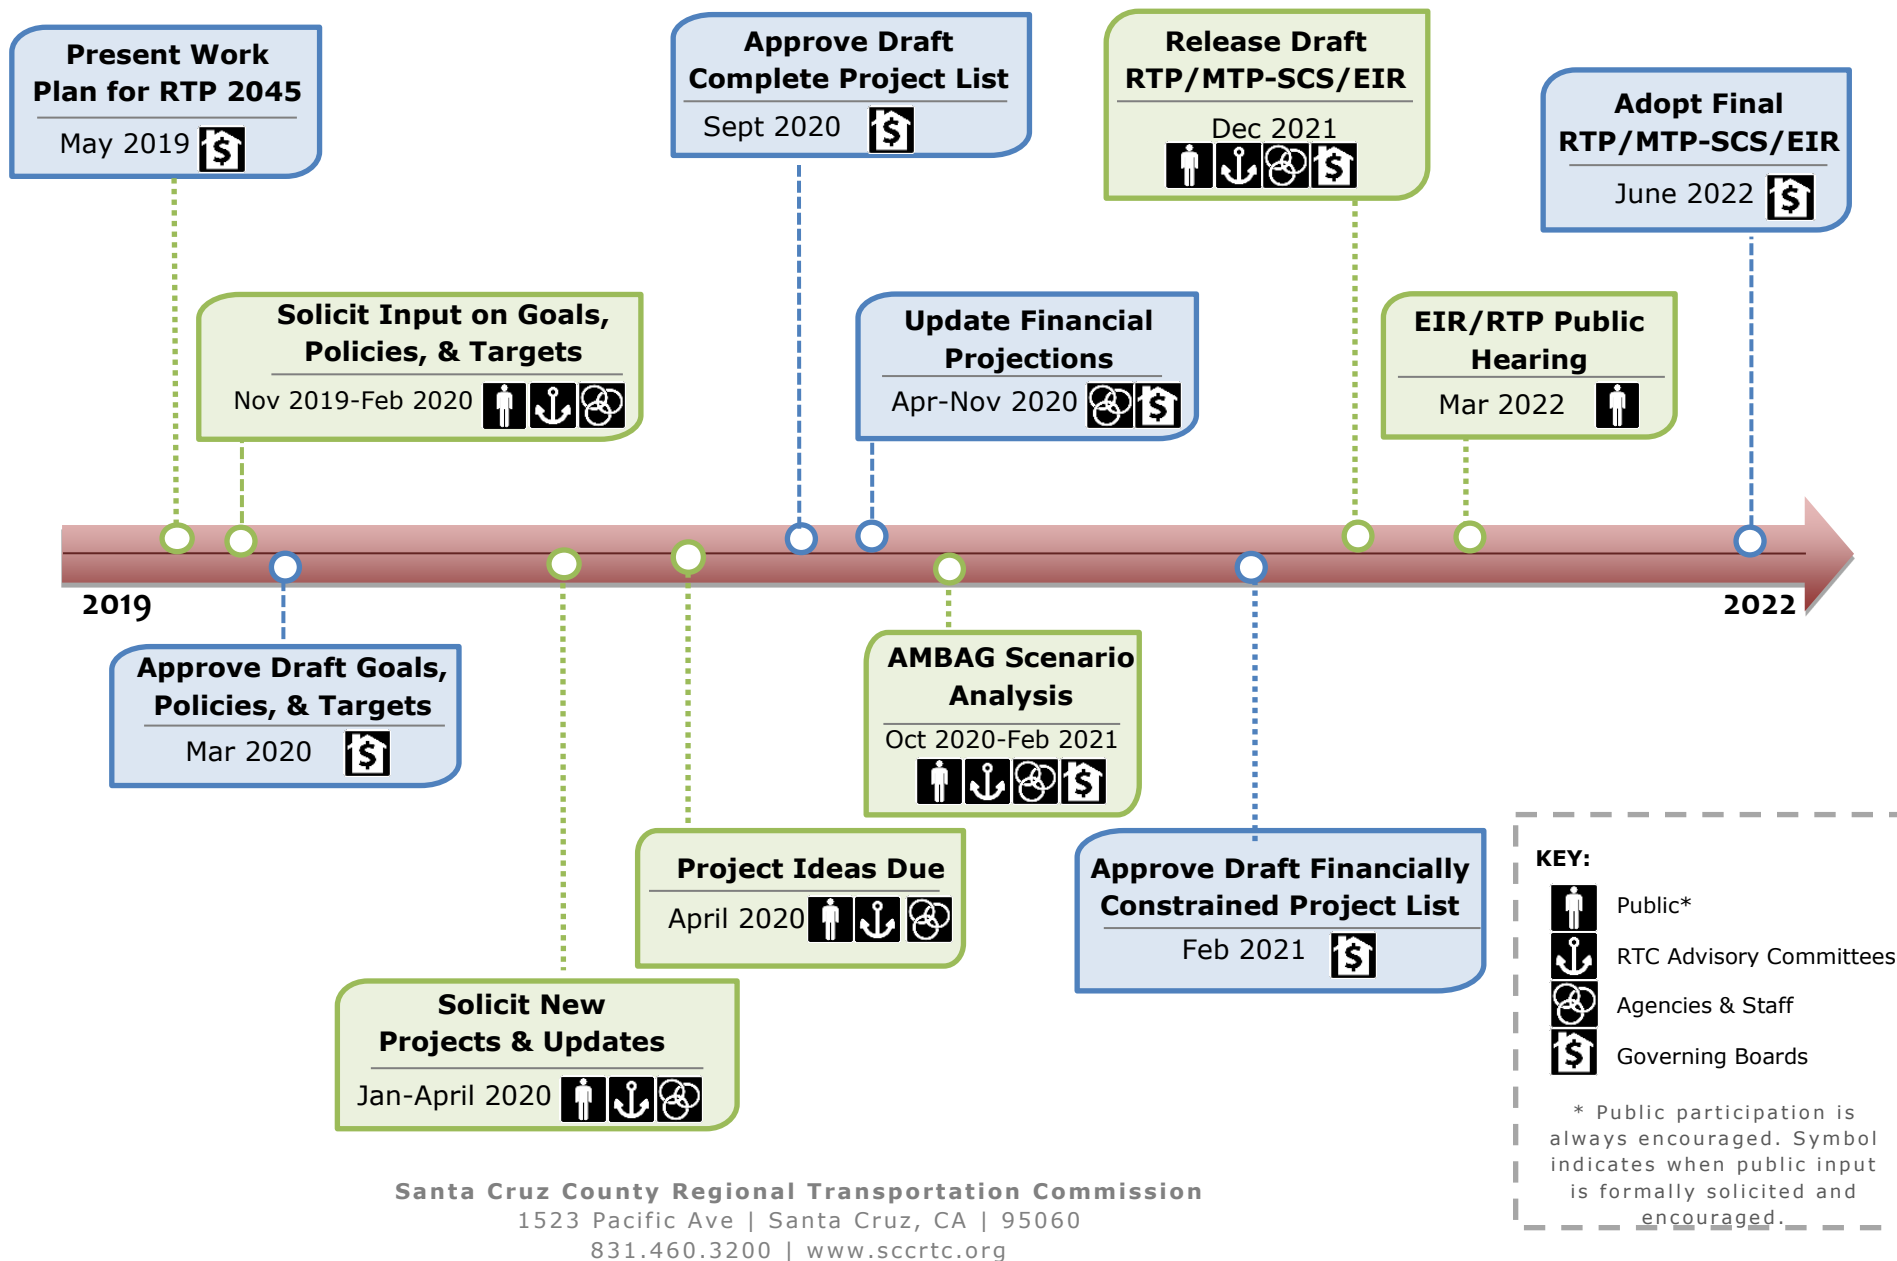 Present Work
Plan for RTP 2045
May 2019
Approve Draft
Complete Project List
Sept 2020
Release Draft
RTP/MTP-SCS/EIR
Dec 2021
Adopt Final
RTP/MTP-SCS/EIR
June 2022
Solicit Input on Goals,
Policies, & Targets
Nov 2019-Feb 2020
Update Financial
Projections
Apr-Nov 2020
EIR/RTP Public
Hearing
Mar 2022
2019
2022
Approve Draft Goals,
Policies, & Targets
Mar 2020
AMBAG Scenario
Analysis
Oct 2020-Feb 2021
Project Ideas Due
April 2020
Approve Draft Financially
Constrained Project List
Feb 2021
Solicit New
Projects & Updates
Jan-April 2020
KEY:
Public*
RTC Advisory Committees
Agencies & Staff
Governing Boards
* Public participation is
always encouraged. Symbol
indicates when public input
is formally solicited and
encouraged.
Santa Cruz County Regional Transportation Commission
1523 Pacific Ave | Santa Cruz, CA | 95060
831.460.3200 | www.sccrtc.org